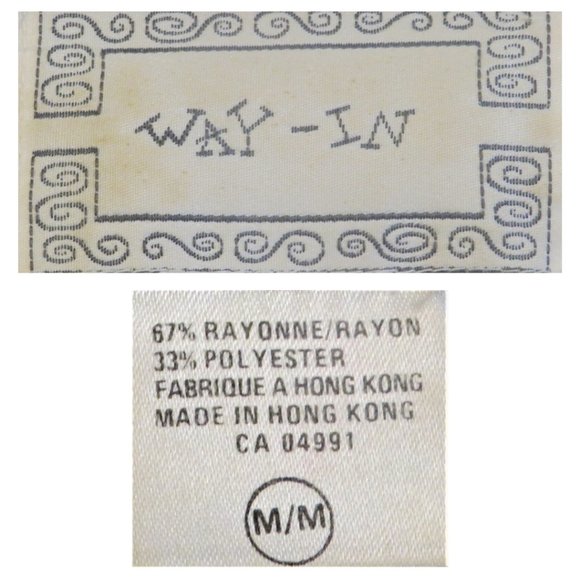 WAY-IN
67% RAYONNE/RAYON
33% POLYESTER
FABRIQUE A HONG KONG
MADE IN HONG KONG
CA 04991
M/M